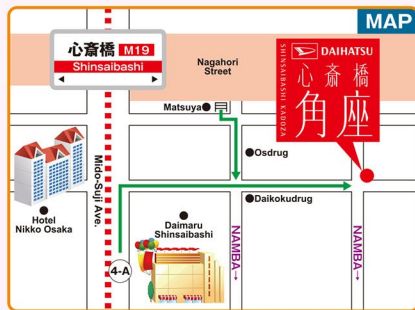 MAP
心斎橋 M19
Shinsaibashi
Nagahori
Street
DAIHATSU
SHINSAIBASHI KADOZA
心斎橋
角座
Matsuya
Osdrug
Mido-Suji Ave.
Hotel
Nikko Osaka
Daikokudrug
Daimaru
Shinsaibashi
4-A
NAMBA→
NAMBA→